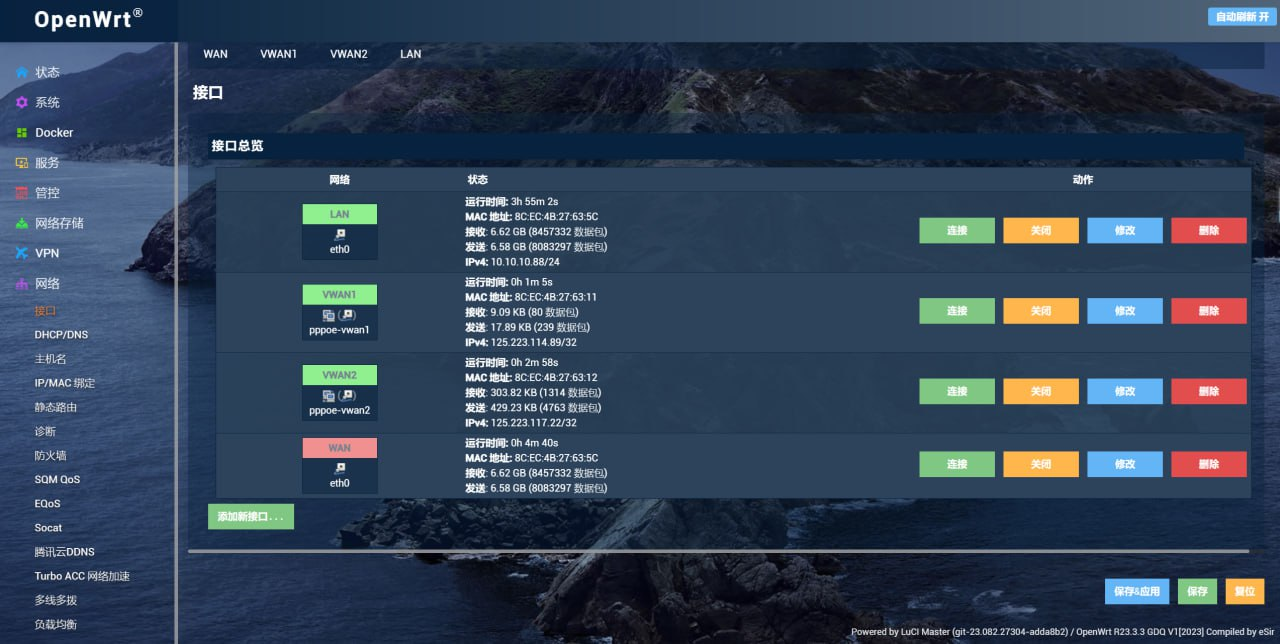 OpenWrt®
自动刷新 开
状态
系统
Docker
服务
管控
网络存储
VPN
网络
接口
DHCP/DNS
主机名
IP/MAC 绑定
静态路由
诊断
防火墙
SQM QoS
EQoS
Socat
腾讯云DDNS
Turbo ACC 网络加速
多线多拨
负载均衡
WAN VWAN1 VWAN2 LAN
接口
接口总览
网络 状态 动作
LAN
eth0
运行时间: 3h 55m 2s
MAC 地址: 8C:EC:4B:27:63:5C
接收: 6.62 GB (8457332 数据包)
发送: 6.58 GB (8083297 数据包)
IPv4: 10.10.10.88/24
连接 关闭 修改 删除
VWAN1
pppoe-vwan1
运行时间: 0h 1m 5s
MAC 地址: 8C:EC:4B:27:63:11
接收: 9.09 KB (80 数据包)
发送: 17.89 KB (239 数据包)
IPv4: 125.223.114.89/32
连接 关闭 修改 删除
VWAN2
pppoe-vwan2
运行时间: 0h 2m 58s
MAC 地址: 8C:EC:4B:27:63:12
接收: 303.82 KB (1314 数据包)
发送: 429.23 KB (4763 数据包)
IPv4: 125.223.117.22/32
连接 关闭 修改 删除
WAN
eth0
运行时间: 0h 4m 40s
MAC 地址: 8C:EC:4B:27:63:5C
接收: 6.62 GB (8457332 数据包)
发送: 6.58 GB (8083297 数据包)
连接 关闭 修改 删除
添加新接口...
保存&应用 保存 复位
Powered by LuCI Master (git-23.082.27304-adda8b2) / OpenWrt R23.3.3 GDQ V1[2023] Compiled by eSir